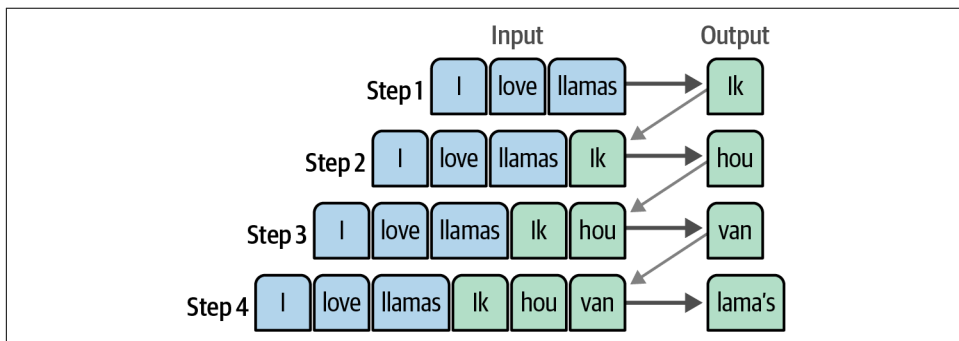 Input Output
Step 1 I love llamas Ik
Step 2 I love llamas Ik hou
Step 3 I love llamas Ik hou van
Step 4 I love llamas Ik hou van lama's